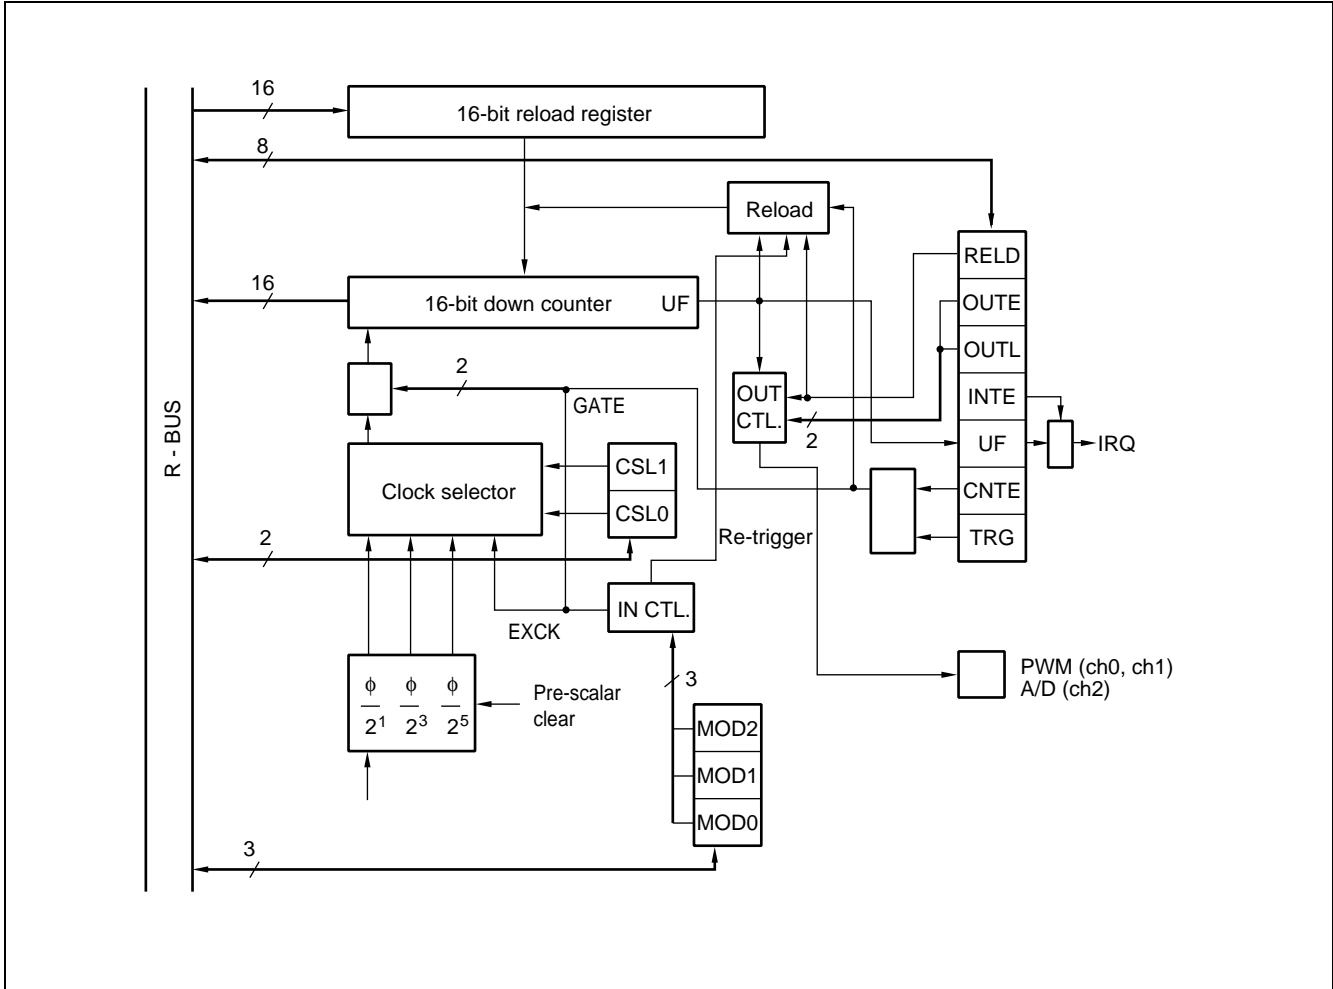 16
16-bit reload register
8
Reload
RELD
16
16-bit down counter UF
OUTE
OUTL
2
GATE
OUT
CTL.
2
INTE
UF
IRQ
R - BUS
Clock selector
CSL1
CSL0
CNTE
TRG
2
Re-trigger
IN CTL.
EXCK
3
PWM (ch0, ch1)
A/D (ch2)
ϕ ϕ ϕ
2¹ 2³ 2⁵
Pre-scalar
clear
MOD2
MOD1
MOD0
3